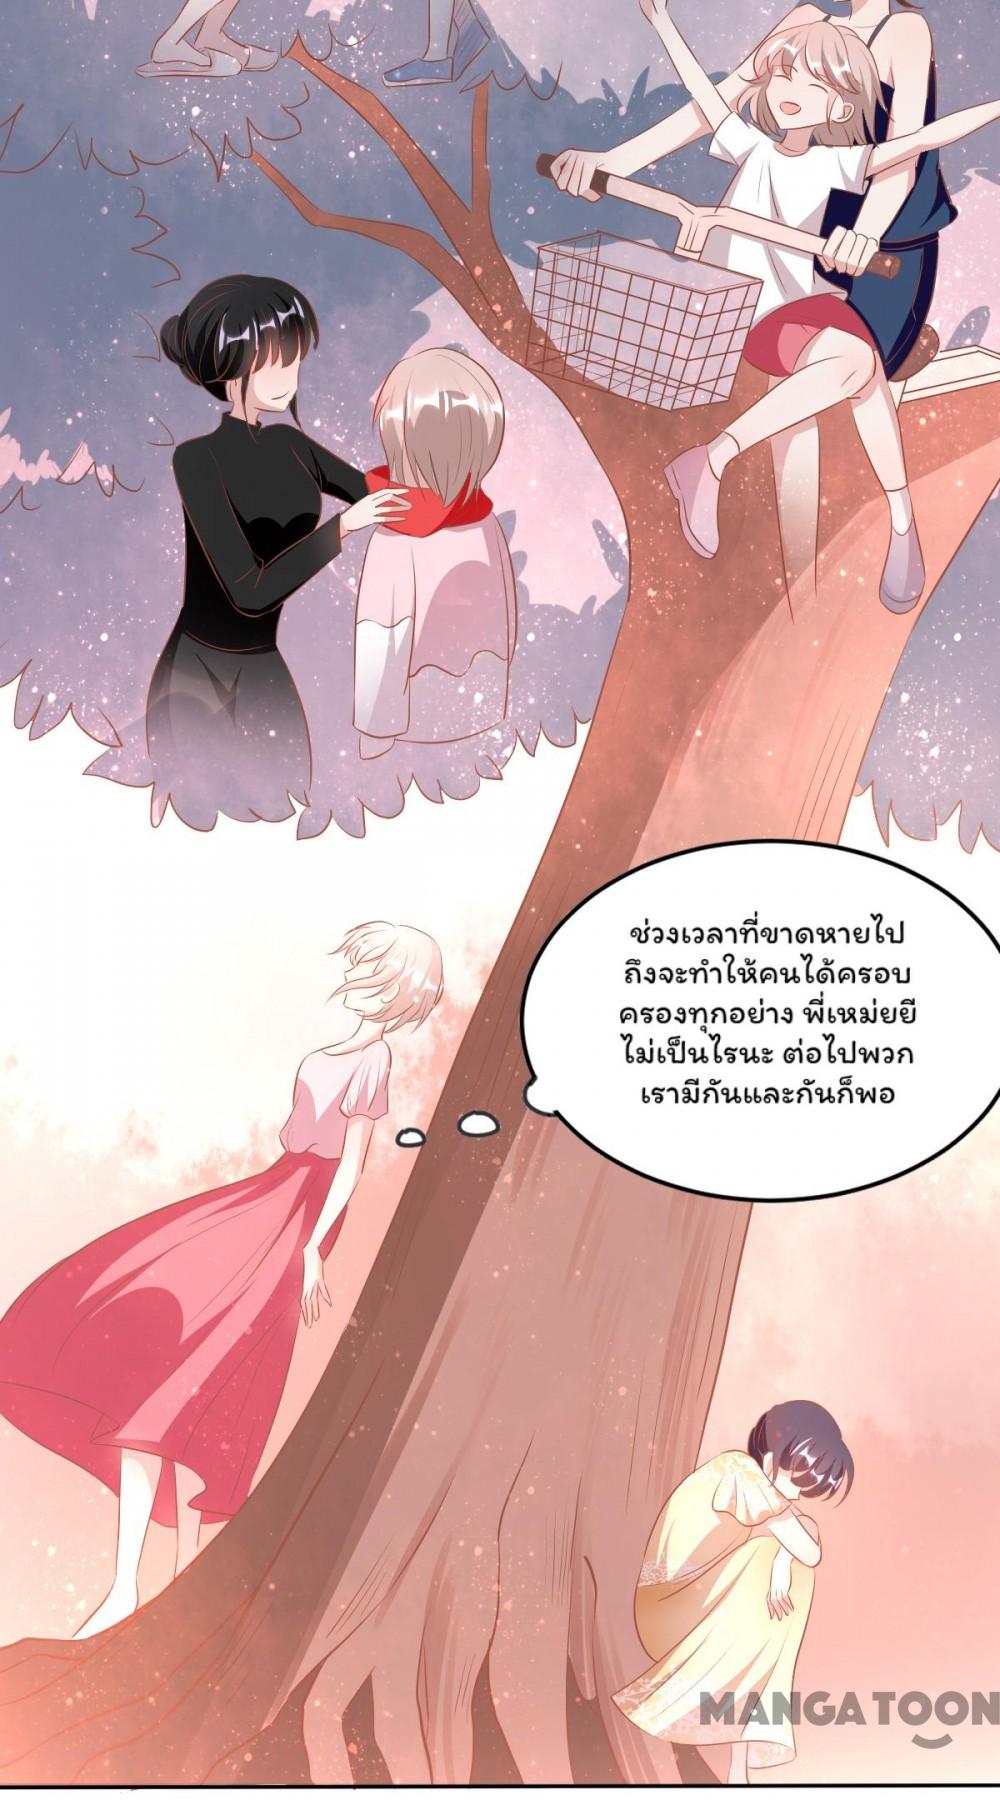 ช่วงเวลาที่ขาดหายไป
ถึงจะทำให้คนได้ครอบ
ครองทุกอย่าง พี่เหม่ยยี
ไม่เป็นไรนะ ต่อไปพวก
เรามีกันและกันก็พอ
MANGATOON